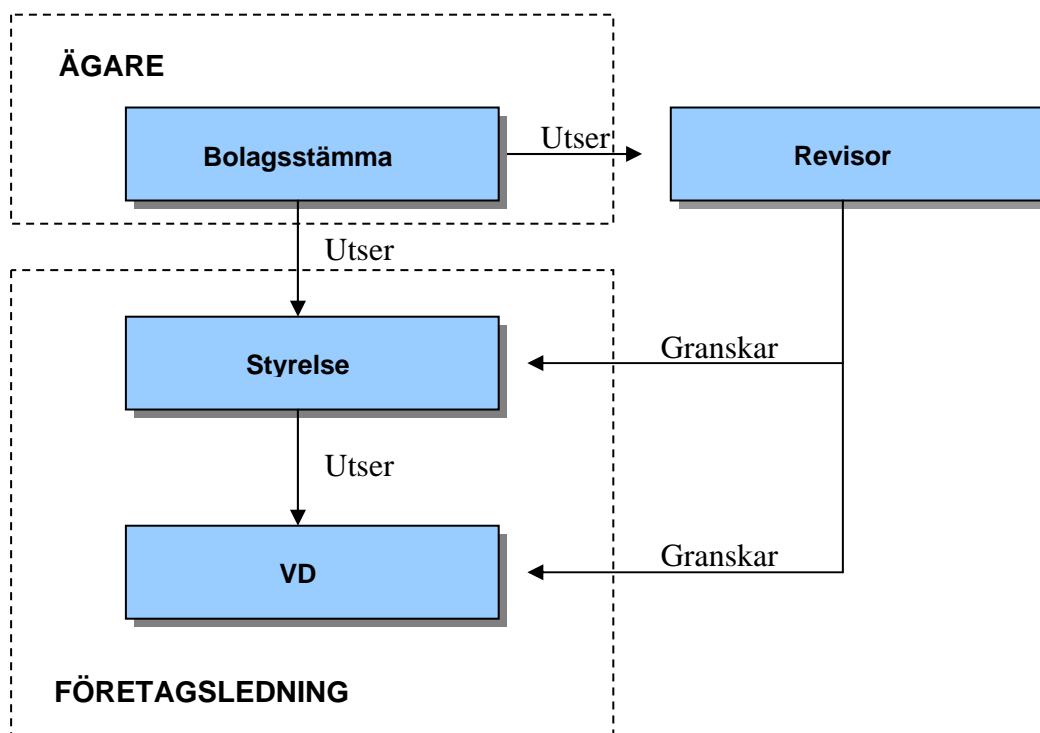 ÄGARE
Bolagsstämma
Utser
Revisor
Utser
Styrelse
Granskar
Utser
VD
Granskar
FÖRETAGSLEDNING